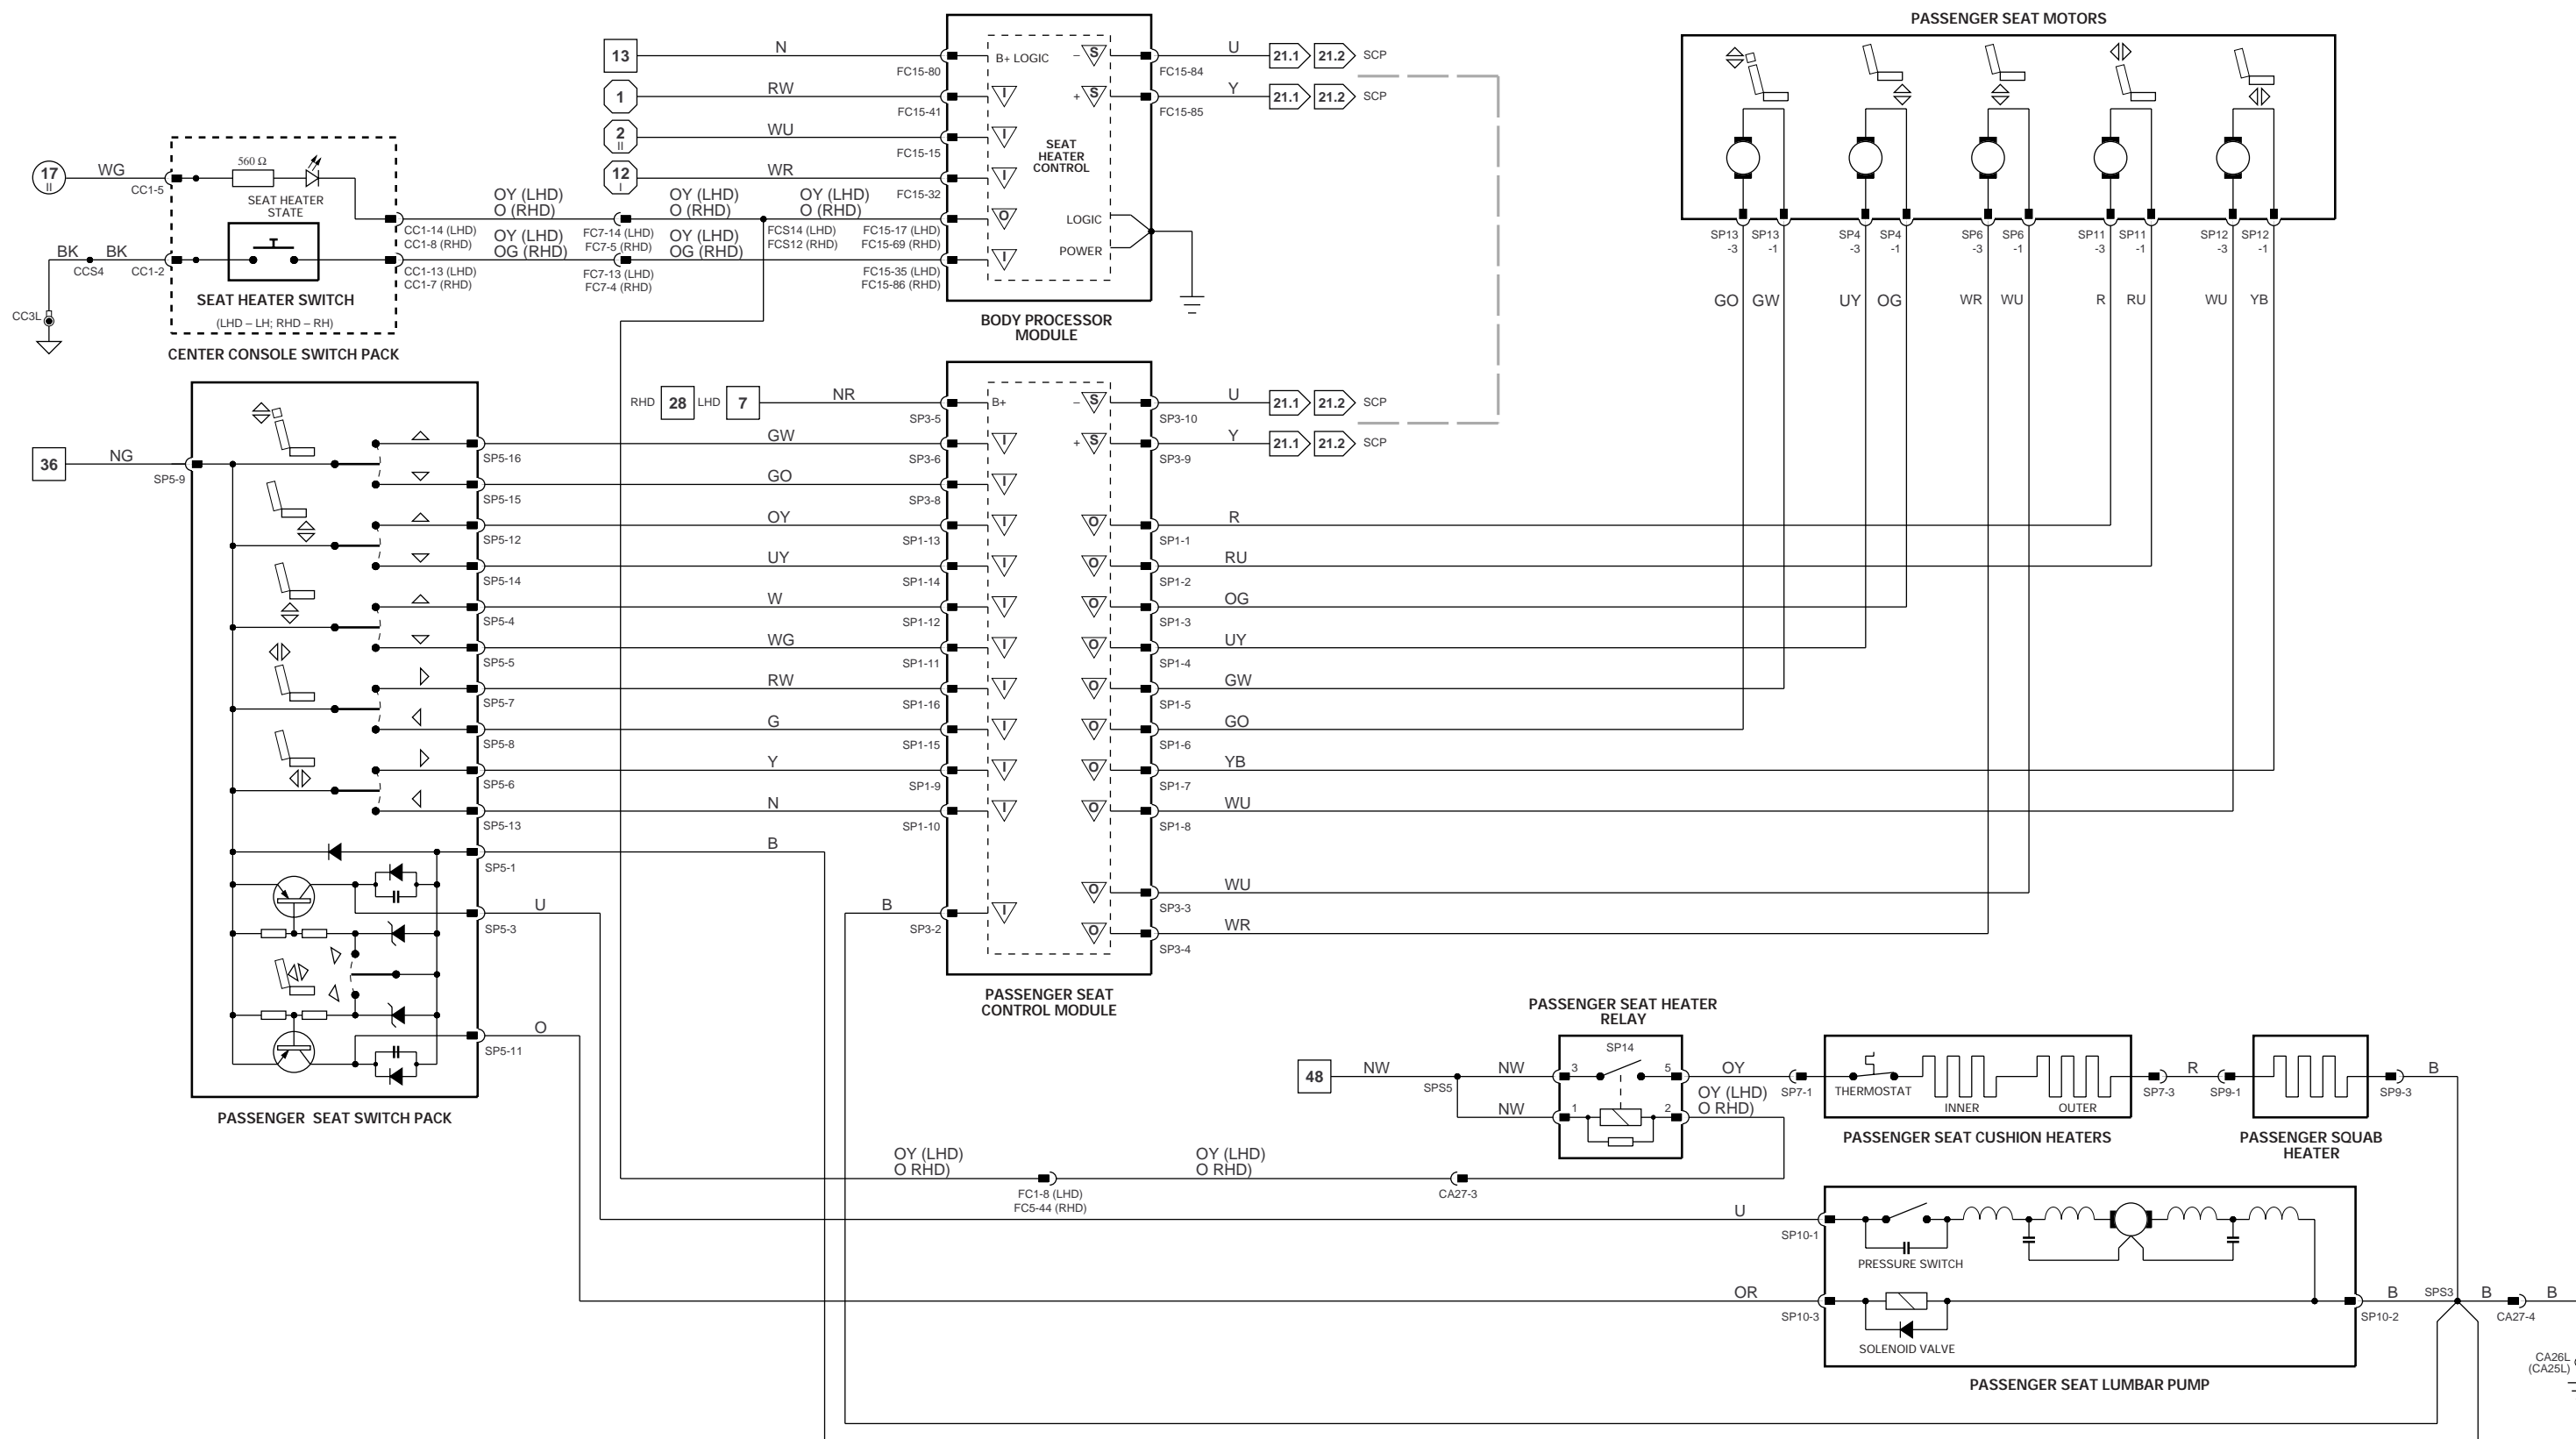 PASSENGER SEAT MOTORS
13
N
FC15-80
B+ LOGIC
– S
FC15-84
U
21.1
21.2
SCP
1
RW
FC15-41
I
+ S
FC15-85
Y
21.1
21.2
SCP
2
II
WU
FC15-15
I
SEAT
HEATER
CONTROL
12
I
WR
FC15-32
I
17
II
WG
CC1-5
560 Ω
SEAT HEATER
STATE
OY (LHD)
O (RHD)
OY (LHD)
O (RHD)
OY (LHD)
O (RHD)
CC1-14 (LHD)
CC1-8 (RHD)
FC7-14 (LHD)
FC7-5 (RHD)
FCS14 (LHD)
FCS12 (RHD)
FC15-17 (LHD)
FC15-69 (RHD)
O
LOGIC
POWER
BK
BK
CCS4
CC1-2
OY (LHD)
OG (RHD)
OY (LHD)
OG (RHD)
CC1-13 (LHD)
CC1-7 (RHD)
FC7-13 (LHD)
FC7-4 (RHD)
FC15-35 (LHD)
FC15-86 (RHD)
I
SEAT HEATER SWITCH
(LHD – LH; RHD – RH)
CC3L
CENTER CONSOLE SWITCH PACK
BODY PROCESSOR
MODULE
SP13
-3
SP13
-1
SP4
-3
SP4
-1
SP6
-3
SP6
-1
SP11
-3
SP11
-1
SP12
-3
SP12
-1
GO
GW
UY
OG
WR
WU
R
RU
WU
YB
RHD
28
LHD
7
NR
SP3-5
B+
– S
SP3-10
U
21.1
21.2
SCP
36
NG
SP5-9
SP5-16
GW
SP3-6
I
+ S
SP3-9
Y
21.1
21.2
SCP
SP5-15
GO
SP3-8
I
SP5-12
OY
SP1-13
I
O
SP1-1
R
SP5-14
UY
SP1-14
I
O
SP1-2
RU
SP5-4
W
SP1-12
I
O
SP1-3
OG
SP5-5
WG
SP1-11
I
O
SP1-4
UY
SP5-7
RW
SP1-16
I
O
SP1-5
GW
SP5-8
G
SP1-15
I
O
SP1-6
GO
SP5-6
Y
SP1-9
I
O
SP1-7
YB
SP5-13
N
SP1-10
I
O
SP1-8
WU
SP5-1
B
O
SP3-3
WU
SP5-3
U
B
SP3-2
I
O
SP3-4
WR
PASSENGER SEAT
CONTROL MODULE
SP5-11
O
PASSENGER SEAT SWITCH PACK
PASSENGER SEAT HEATER
RELAY
SP14
48
NW
SPS5
NW
NW
3
5
1
2
OY
OY (LHD)
O RHD)
SP7-1
THERMOSTAT
INNER
OUTER
SP7-3
R
SP9-1
SP9-3
B
PASSENGER SEAT CUSHION HEATERS
PASSENGER SQUAB
HEATER
OY (LHD)
O RHD)
OY (LHD)
O RHD)
FC1-8 (LHD)
FC5-44 (RHD)
CA27-3
U
SP10-1
PRESSURE SWITCH
OR
SP10-3
SOLENOID VALVE
SP10-2
B
SPS3
B
CA27-4
B
CA26L
(CA25L)
PASSENGER SEAT LUMBAR PUMP